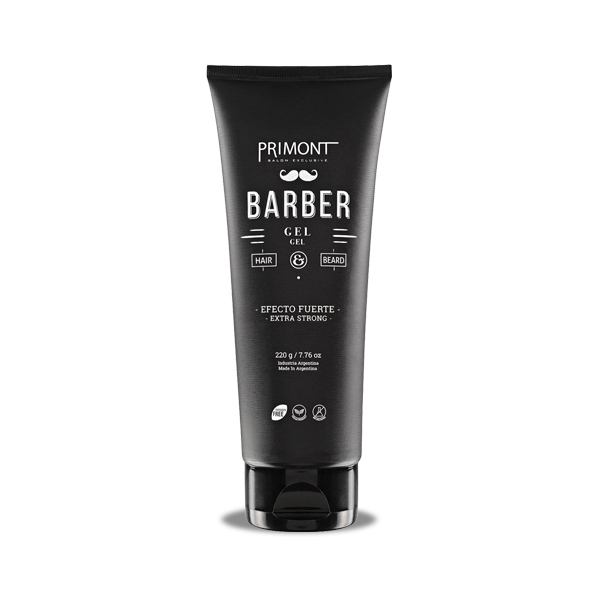 PRIMONT
SALON EXCLUSIVE
BARBER
GEL
GEL
HAIR & BEARD
- EFECTO FUERTE -
- EXTRA STRONG -
220 g / 7.76 oz
Industria Argentina
Made In Argentina
FREE